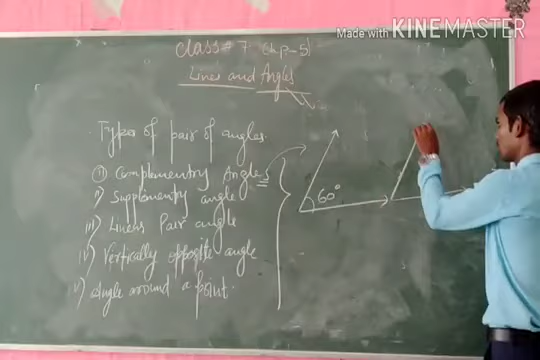 Made with KINEMASTER
Class 7 Chp-5
Lines and Angles
Types of pair of angles.
i) Complementry Angles
ii) Supplementry angle
iii) Linear Pair angle
iv) Vertically opposite angle
v) Angle around a point.
60°